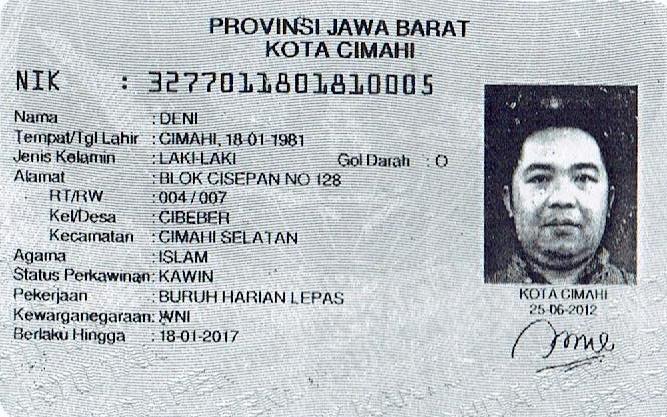 PROVINSI JAWA BARAT
KOTA CIMAHI
NIK : 3277011801810005
Nama : DENI
Tempat/Tgl Lahir : CIMAHI, 18-01-1981
Jenis Kelamin : LAKI-LAKI Gol Darah : O
Alamat : BLOK CISEPAN NO 128
RT/RW : 004 / 007
Kel/Desa : CIBEBER
Kecamatan : CIMAHI SELATAN
Agama : ISLAM
Status Perkawinan: KAWIN
Pekerjaan : BURUH HARIAN LEPAS
Kewarganegaraan: WNI
Berlaku Hingga : 18-01-2017
KOTA CIMAHI
25-06-2012